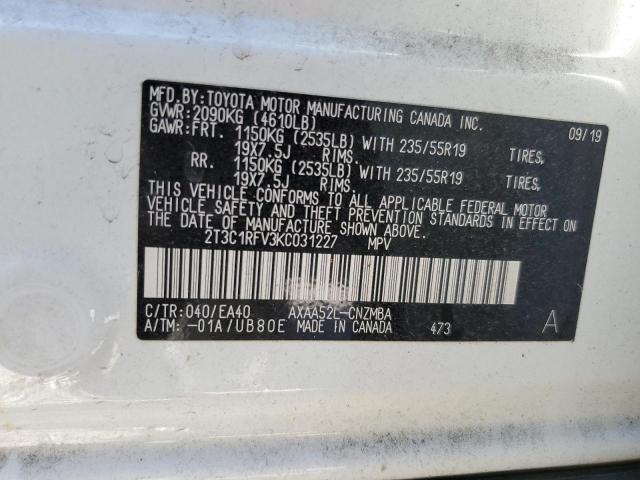 MFD.BY:TOYOTA MOTOR MANUFACTURING CANADA INC.
GVWR:2090KG (4610LB) 09/19
GAWR:FRT. 1150KG (2535LB) WITH 235/55R19 TIRES,
19X7.5J RIMS.
RR. 1150KG (2535LB) WITH 235/55R19 TIRES,
19X7.5J RIMS.
THIS VEHICLE CONFORMS TO ALL APPLICABLE FEDERAL MOTOR
VEHICLE SAFETY AND THEFT PREVENTION STANDARDS IN EFFECT ON
THE DATE OF MANUFACTURE SHOWN ABOVE.
2T3C1RFV3KC031227 MPV
C/TR:040/EA40 AXAA52L-CNZMBA
A/TM:-01A/UB80E MADE IN CANADA 473 A